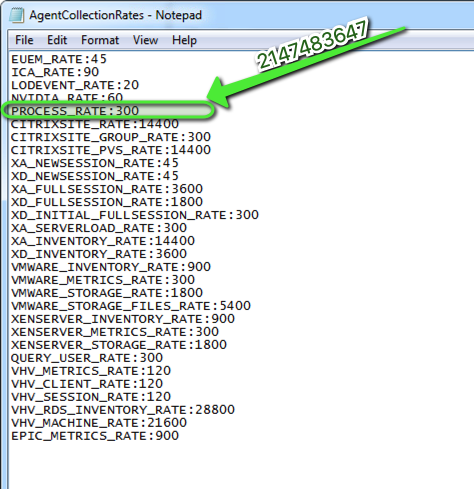 AgentCollectionRates - Notepad
File Edit Format View Help
2147483647
EUEM_RATE:45
ICA_RATE:90
LODEVENT_RATE:20
NVIDIA_RATE:60
PROCESS_RATE:300
CITRIXSITE_RATE:14400
CITRIXSITE_GROUP_RATE:300
CITRIXSITE_PVS_RATE:14400
XA_NEWSESSION_RATE:45
XD_NEWSESSION_RATE:45
XA_FULLSESSION_RATE:3600
XD_FULLSESSION_RATE:1800
XD_INITIAL_FULLSESSION_RATE:300
XA_SERVERLOAD_RATE:300
XA_INVENTORY_RATE:14400
XD_INVENTORY_RATE:3600
VMWARE_INVENTORY_RATE:900
VMWARE_METRICS_RATE:300
VMWARE_STORAGE_RATE:1800
VMWARE_STORAGE_FILES_RATE:5400
XENSERVER_INVENTORY_RATE:900
XENSERVER_METRICS_RATE:300
XENSERVER_STORAGE_RATE:1800
QUERY_USER_RATE:300
VHV_METRICS_RATE:120
VHV_CLIENT_RATE:120
VHV_SESSION_RATE:120
VHV_RDS_INVENTORY_RATE:28800
VHV_MACHINE_RATE:21600
EPIC_METRICS_RATE:900